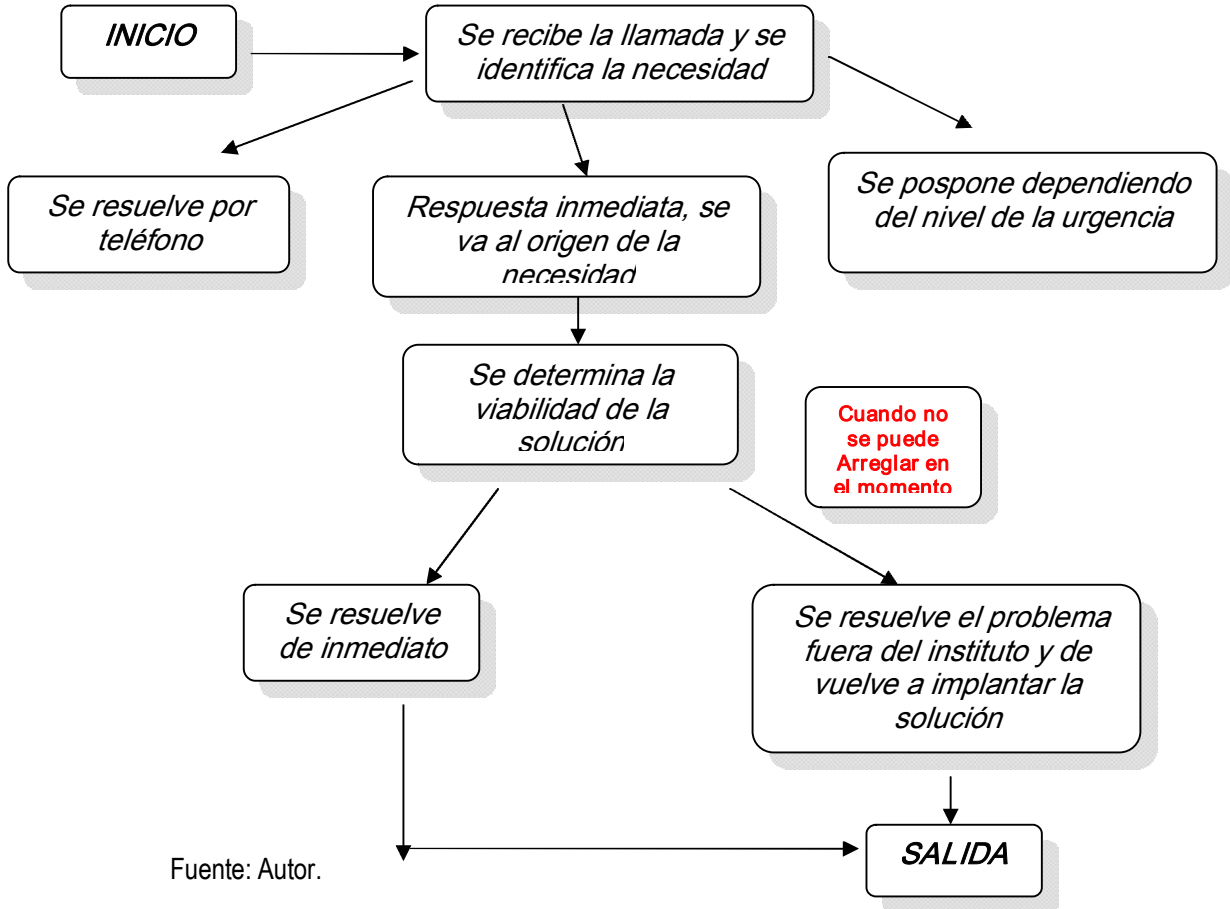 INICIO
Se recibe la llamada y se
identifica la necesidad
Se resuelve por
teléfono
Respuesta inmediata, se
va al origen de la
necesidad
Se pospone dependiendo
del nivel de la urgencia
Se determina la
viabilidad de la
solución
Cuando no
se puede
Arreglar en
el momento
Se resuelve
de inmediato
Se resuelve el problema
fuera del instituto y de
vuelve a implantar la
solución
SALIDA
Fuente: Autor.